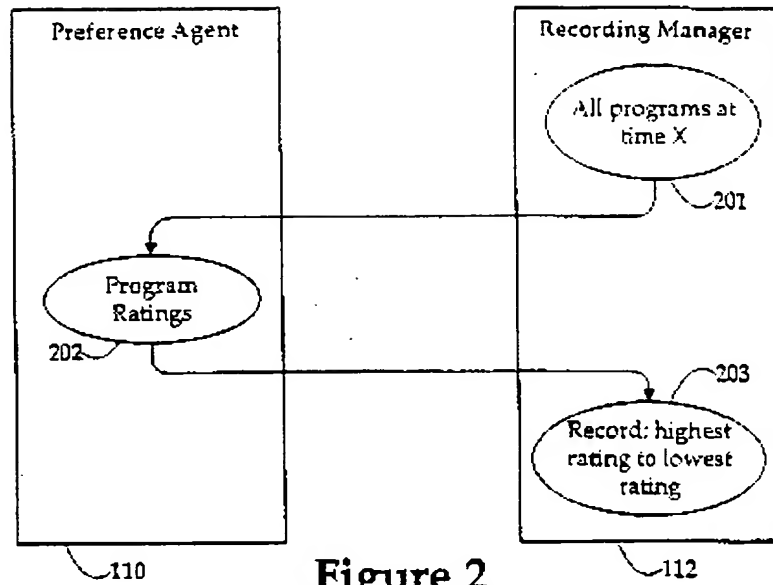 Preference Agent
Recording Manager
All programs at
time X
201
Program
Ratings
202
203
Record: highest
rating to lowest
rating
110
Figure 2
112